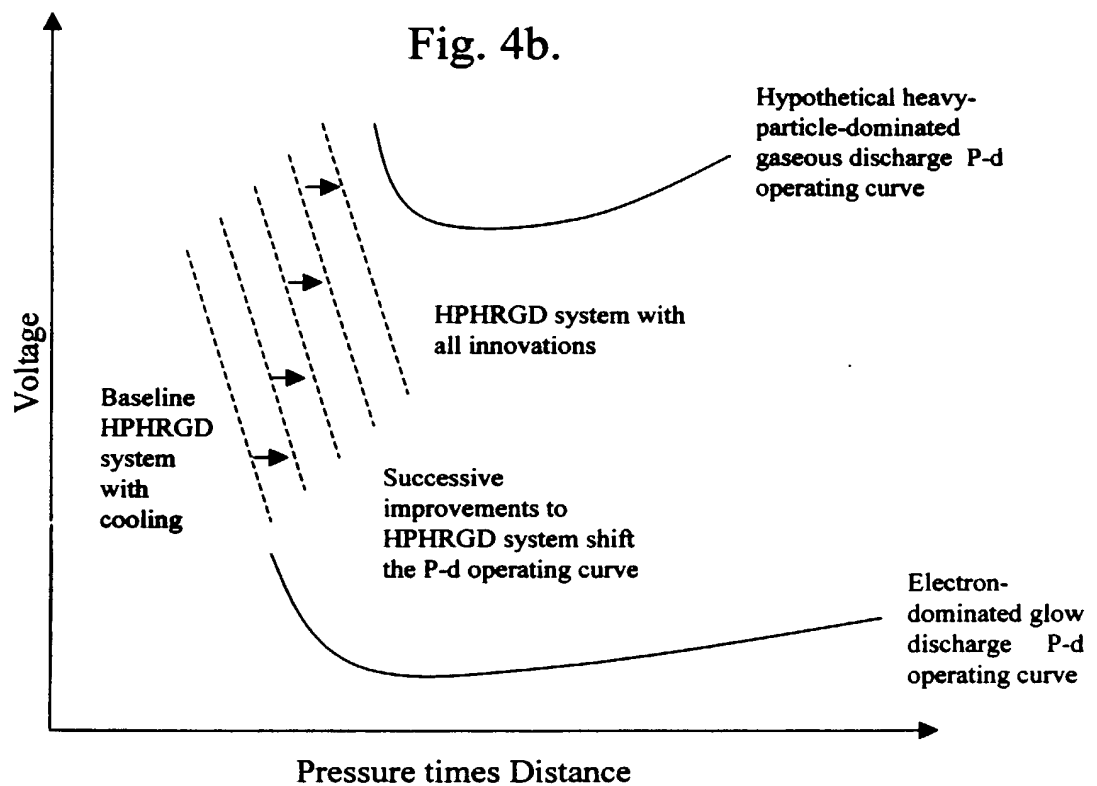 Fig. 4b.
Hypothetical heavy-
particle-dominated
gaseous discharge P-d
operating curve
HPHRGD system with
all innovations
Voltage
Baseline
HPHRGD
system
with
cooling
Successive
improvements to
HPHRGD system shift
the P-d operating curve
Electron-
dominated glow
discharge P-d
operating curve
Pressure times Distance